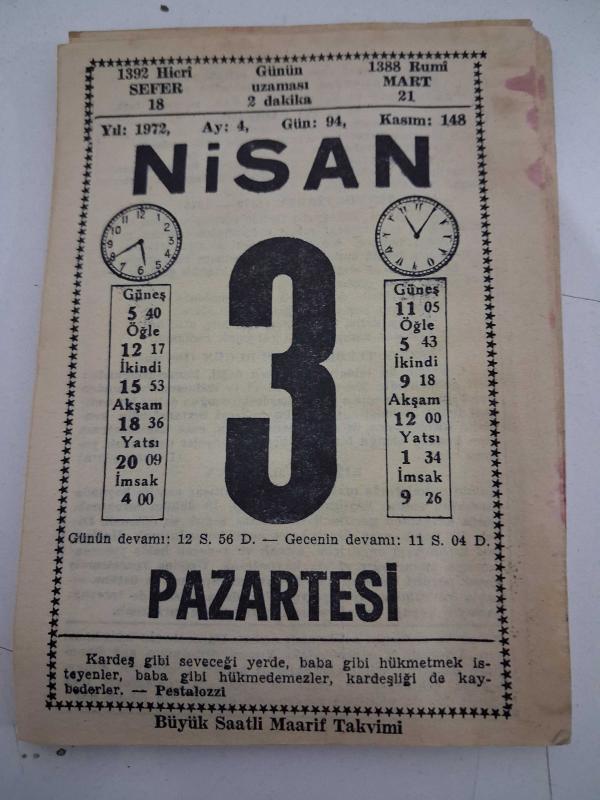 1392 Hicrî
SEFER
18
Günün
uzaması
2 dakika
1388 Rumî
MART
21
Yıl: 1972, Ay: 4, Gün: 94, Kasım: 148
NİSAN
3
Güneş
5 40
Öğle
12 17
İkindi
15 53
Akşam
18 36
Yatsı
20 09
İmsak
4 00
Güneş
11 05
Öğle
5 43
İkindi
9 18
Akşam
12 00
Yatsı
1 34
İmsak
9 26
Günün devamı: 12 S. 56 D. — Gecenin devamı: 11 S. 04 D.
PAZARTESİ
Kardeş gibi seveceği yerde, baba gibi hükmetmek is-
teyenler, baba gibi hükmedemezler, kardeşliği de kay-
bederler. — Pestalozzi
Büyük Saatli Maarif Takvimi